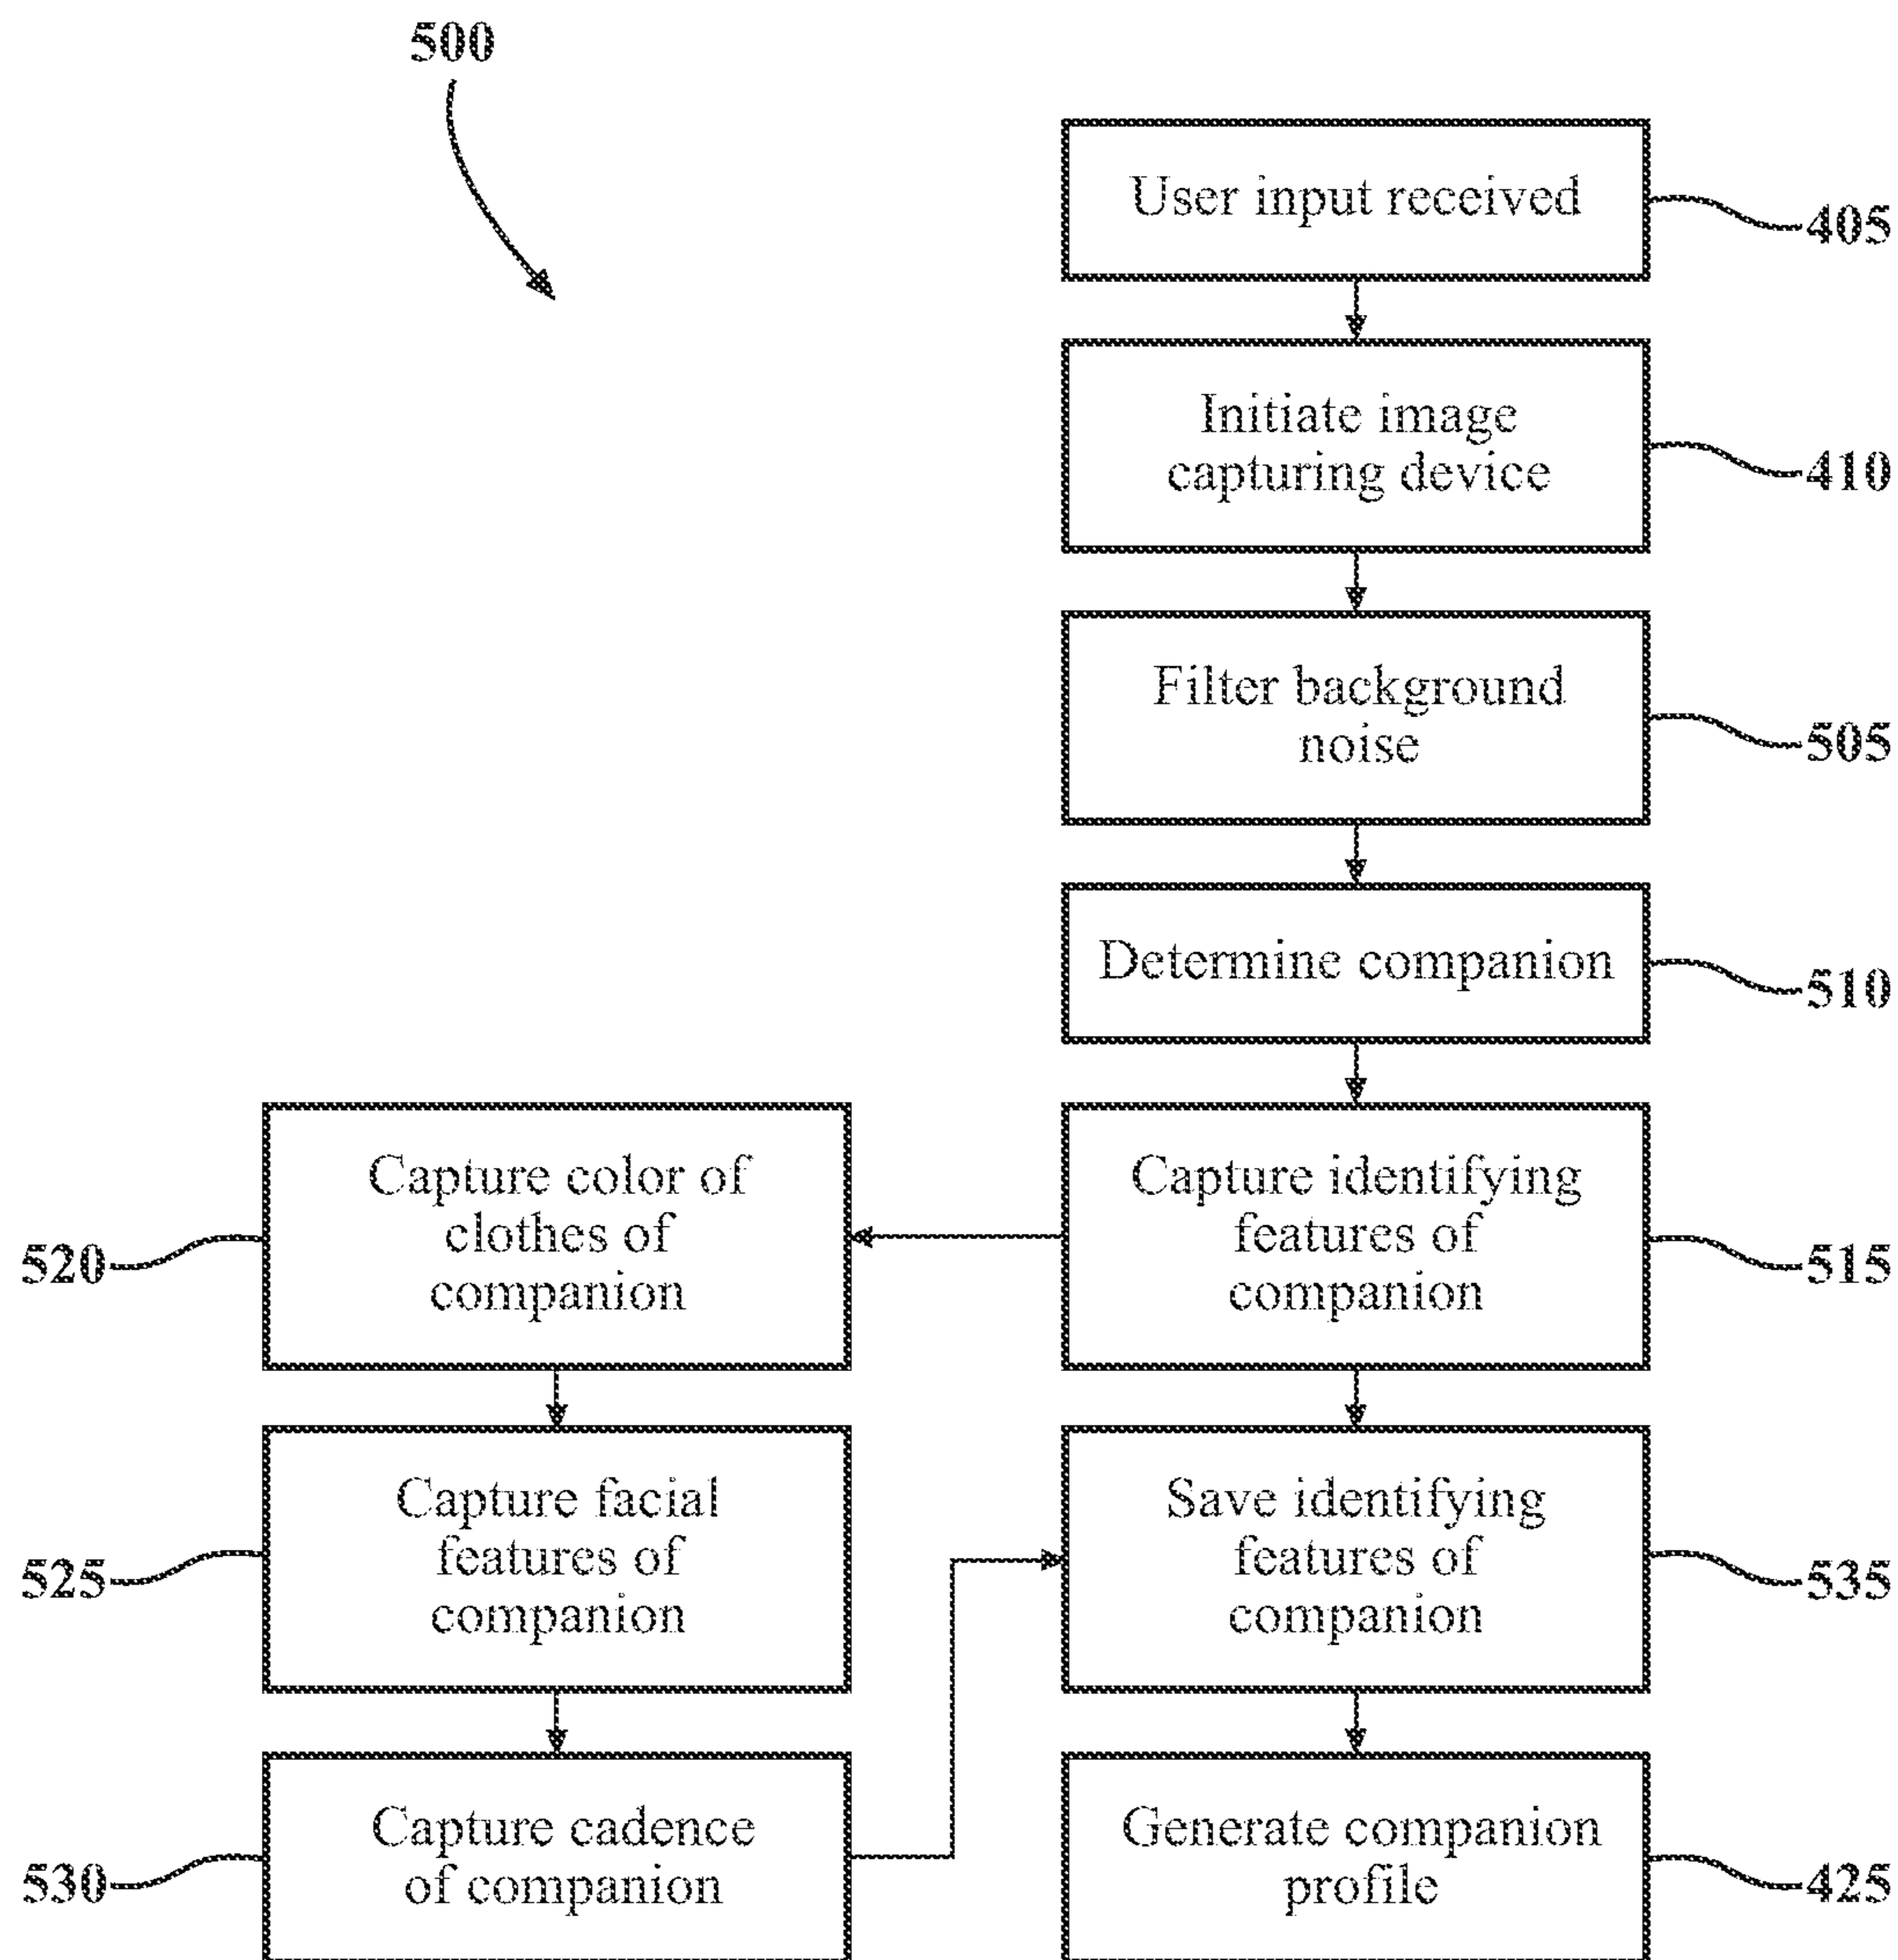 500
User input received
405
Initiate image
capturing device
410
Filter background
noise
505
Determine companion
510
Capture identifying
features of
companion
515
Capture color of
clothes of
companion
520
Capture facial
features of
companion
525
Capture cadence
of companion
530
Save identifying
features of
companion
535
Generate companion
profile
425